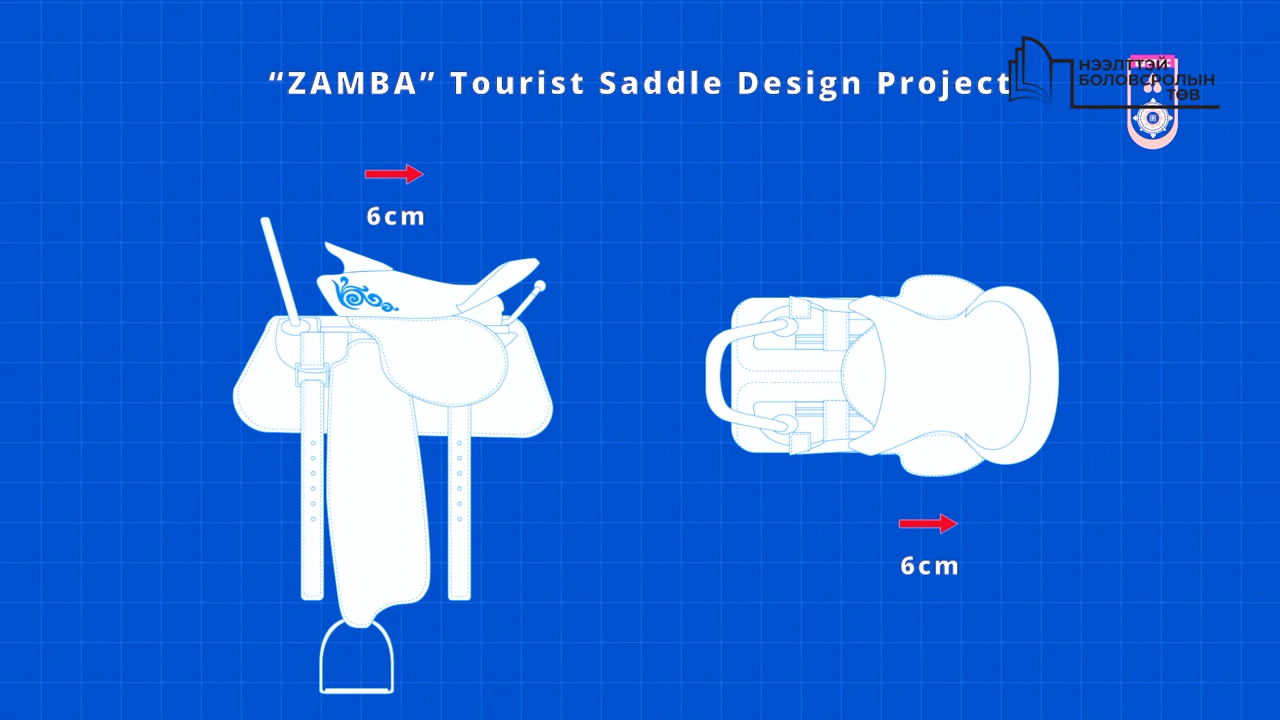 “ZAMBA” Tourist Saddle Design Project
НЭЭЛТТЭЙ
БОЛОВСРОЛЫН
ТӨВ
6cm
6cm